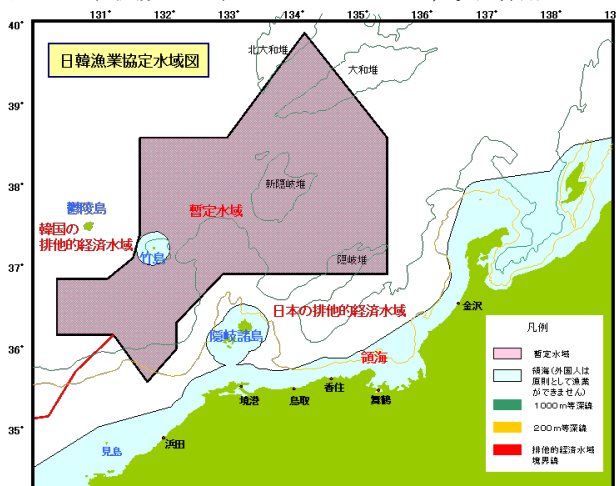 131°
132°
133°
134°
135°
136°
137°
138°
40°
39°
38°
37°
36°
35°
日韓漁業協定水域図
北大和堆
大和堆
新隠岐堆
鬱陵島
暫定水域
韓国の
排他的経済水域
竹島
隠岐堆
日本の排他的経済水域
隠岐諸島
領海
金沢
境港
鳥取
香住
舞鶴
浜田
見島
凡例
暫定水域
領海(外国人は
原則として漁業
ができません)
1000m等深線
200m等深線
排他的経済水域
境界線